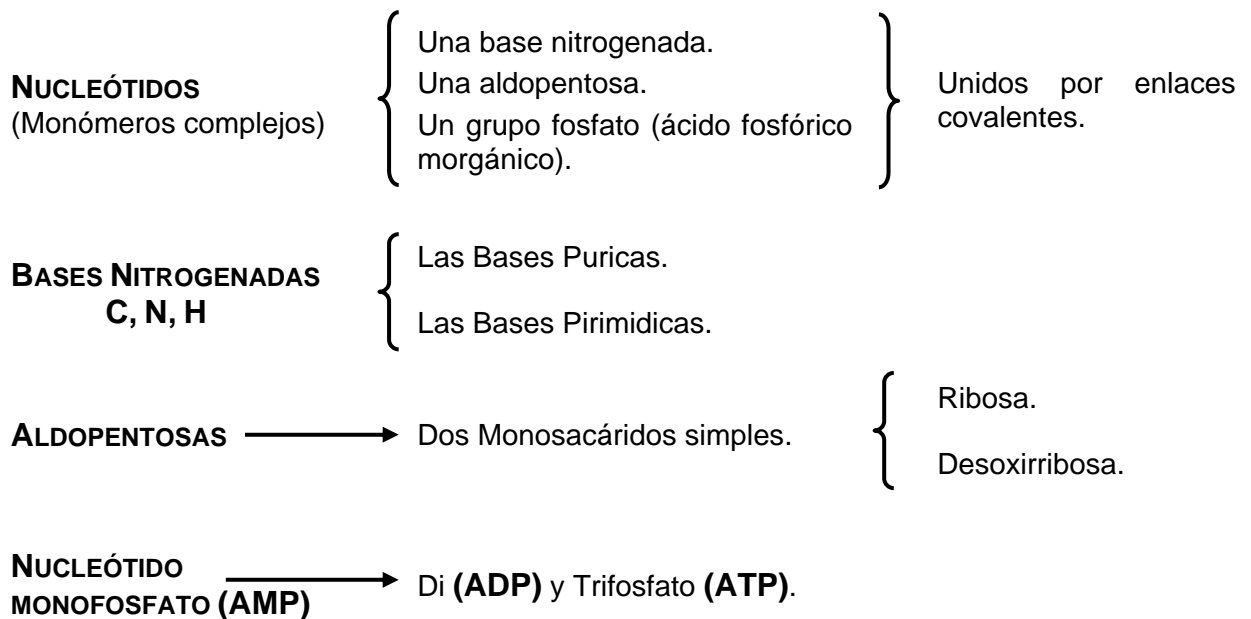 NUCLEÓTIDOS
(Monómeros complejos)
Una base nitrogenada.
Una aldopentosa.
Un grupo fosfato (ácido fosfórico
morgánico).
Unidos por enlaces
covalentes.
BASES NITROGENADAS
C, N, H
Las Bases Puricas.
Las Bases Pirimidicas.
ALDOPENTOSAS
Dos Monosacáridos simples.
Ribosa.
Desoxirribosa.
NUCLEÓTIDO
MONOFOSFATO (AMP)
Di (ADP) y Trifosfato (ATP).